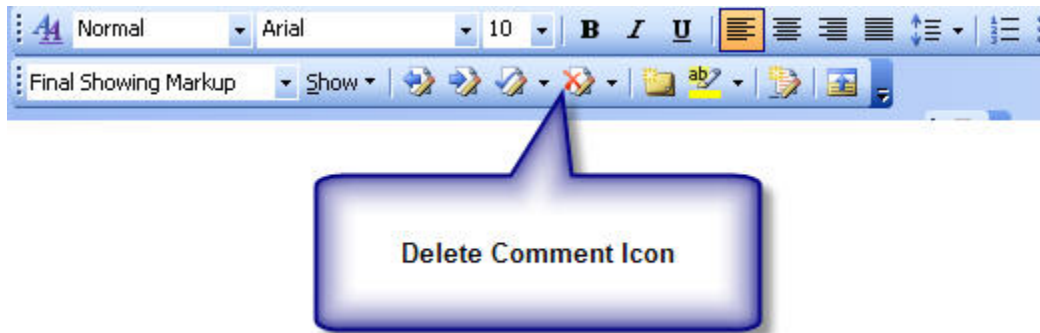 Normal Arial 10 B I U
Final Showing Markup Show
Delete Comment Icon